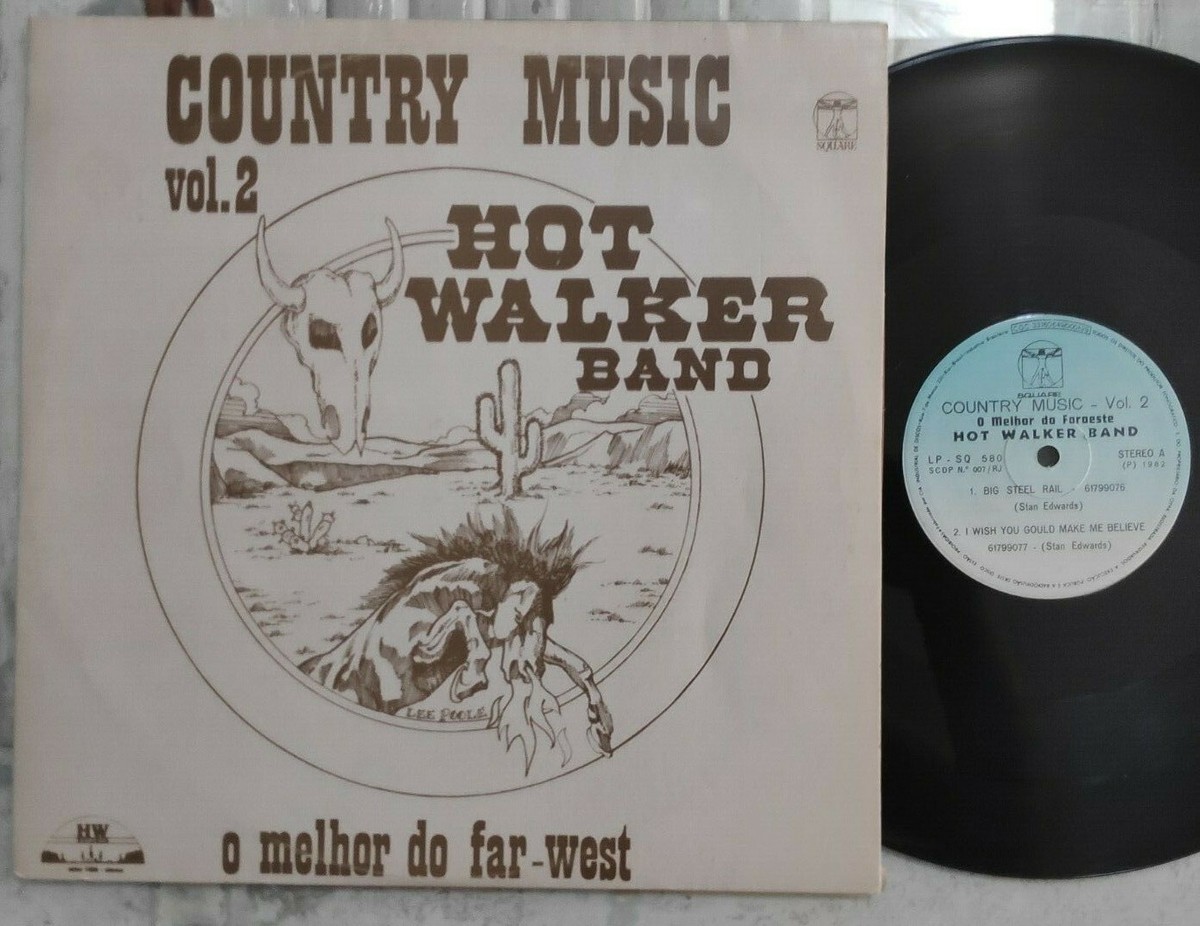 COUNTRY MUSIC
vol. 2
SQUARE
HOT
WALKER
BAND
LEE POOLE
HW
o melhor do far-west
SQUARE
COUNTRY MUSIC - Vol. 2
O Melhor do Faroeste
HOT WALKER BAND
LP - SQ 580
SCDP N.º 007/RJ
STEREO A
(P) 1982
1. BIG STEEL RAIL 61799076
(Stan Edwards)
2. I WISH YOU GOULD MAKE ME BELIEVE
61799077 - (Stan Edwards)